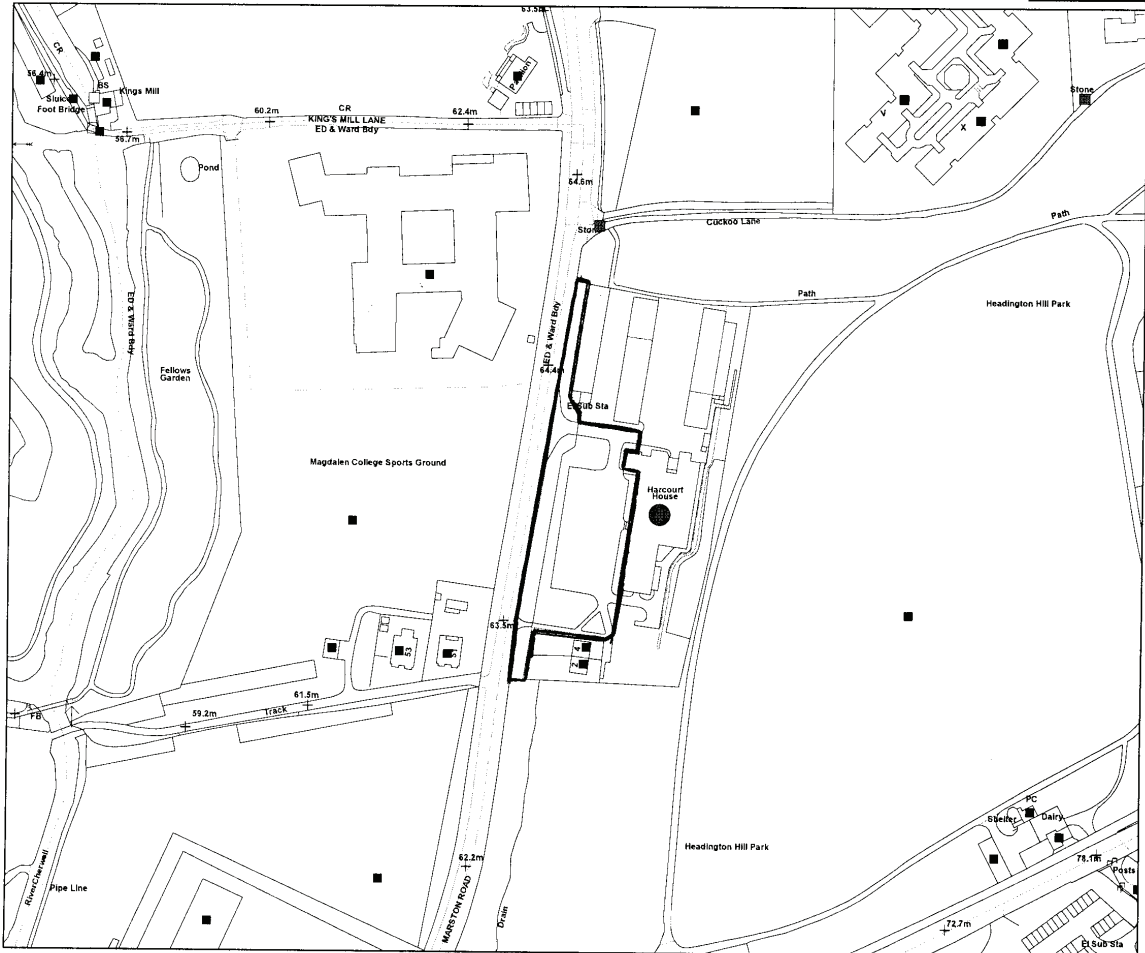 63.5m
CR
56.4m
BS
Kings Mill
Sluice
Foot Bridge
56.7m
60.2m
CR
KING'S MILL LANE
ED & Ward Bdy
62.4m
Pavilion
V
X
Stone
Pond
64.6m
Stone
Cuckoo Lane
Path
Path
Headington Hill Park
ED & Ward Bdy
ED & Ward Bdy
64.4m
Fellows
Garden
El Sub Sta
Magdalen College Sports Ground
Harcourt
House
63.5m
53
51
4
2
61.5m
Track
59.2m
FB
PC
Shelter
Dairy
Headington Hill Park
78.1m
Posts
62.2m
River Cherwell
Pipe Line
MARSTON ROAD
Drain
72.7m
El Sub Sta